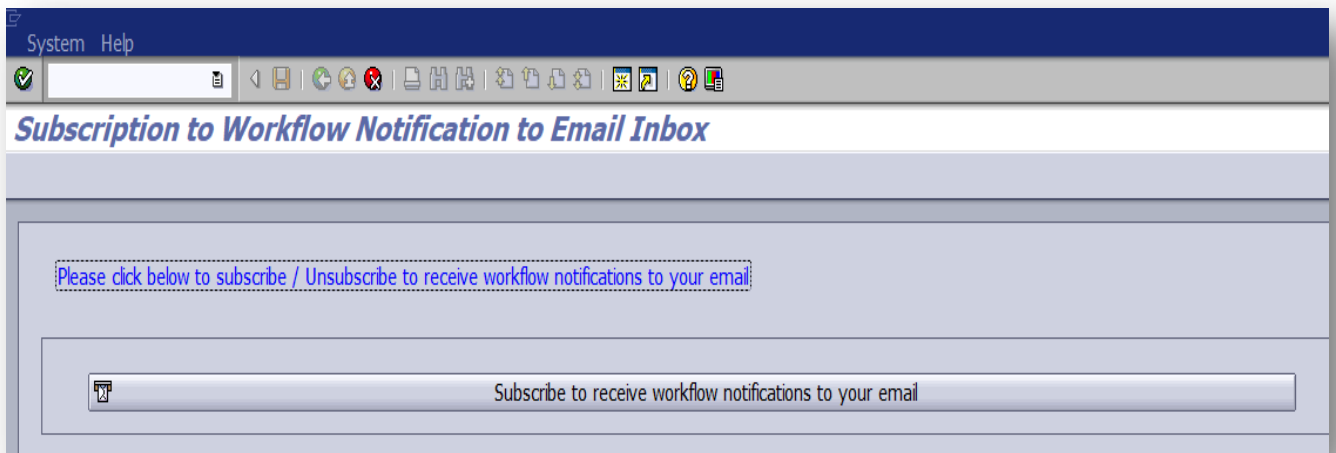 System Help
Subscription to Workflow Notification to Email Inbox
Please click below to subscribe / Unsubscribe to receive workflow notifications to your email
Subscribe to receive workflow notifications to your email